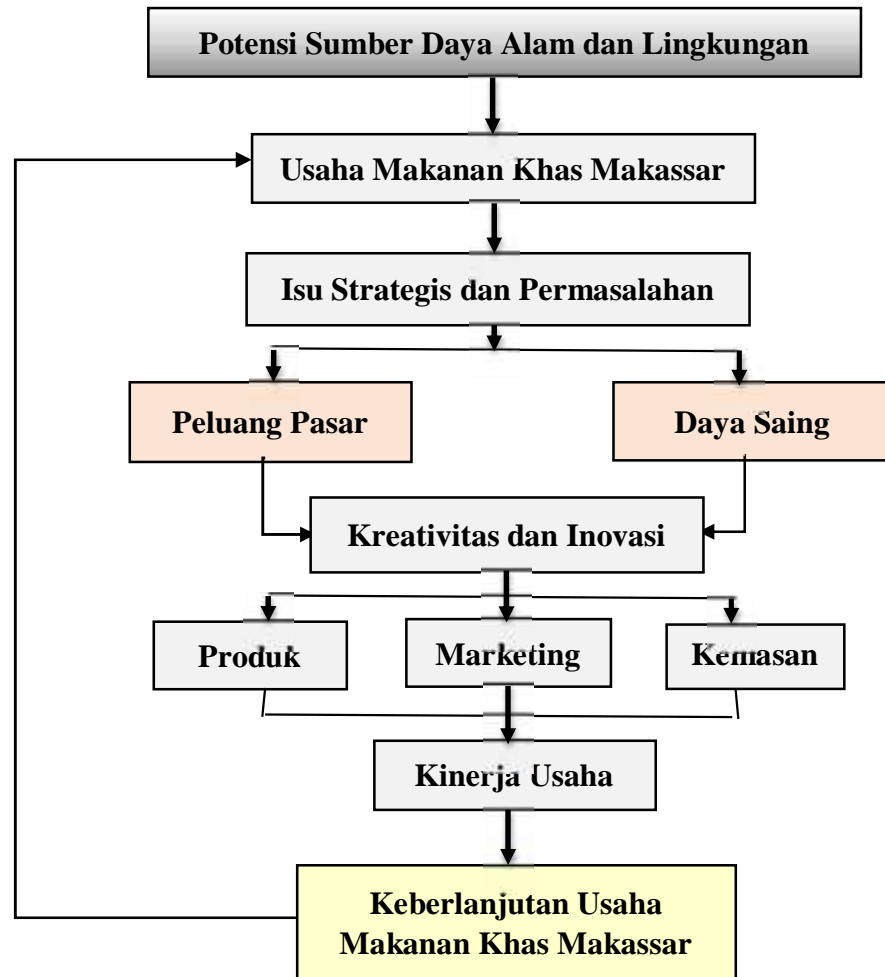 Potensi Sumber Daya Alam dan Lingkungan
Usaha Makanan Khas Makassar
Isu Strategis dan Permasalahan
Peluang Pasar
Daya Saing
Kreativitas dan Inovasi
Produk
Marketing
Kemasan
Kinerja Usaha
Keberlanjutan Usaha
Makanan Khas Makassar